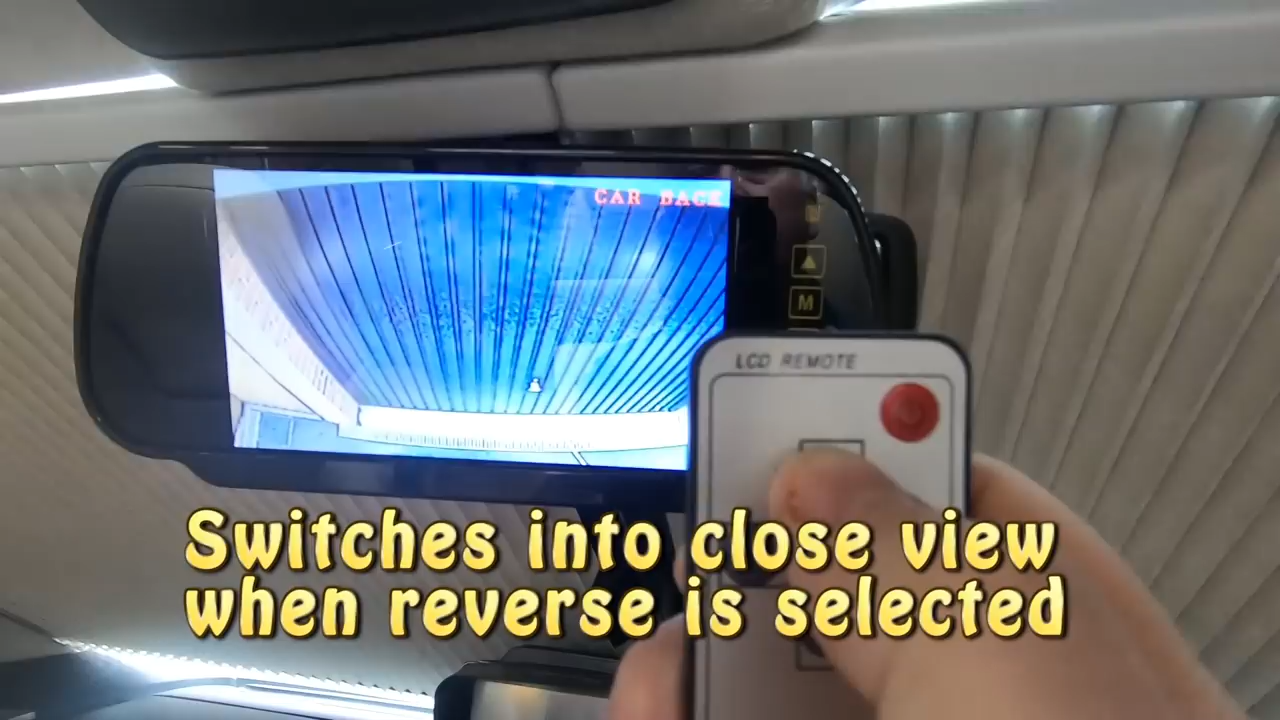 CAR BACK
M
LCD REMOTE
Switches into close view
when reverse is selected